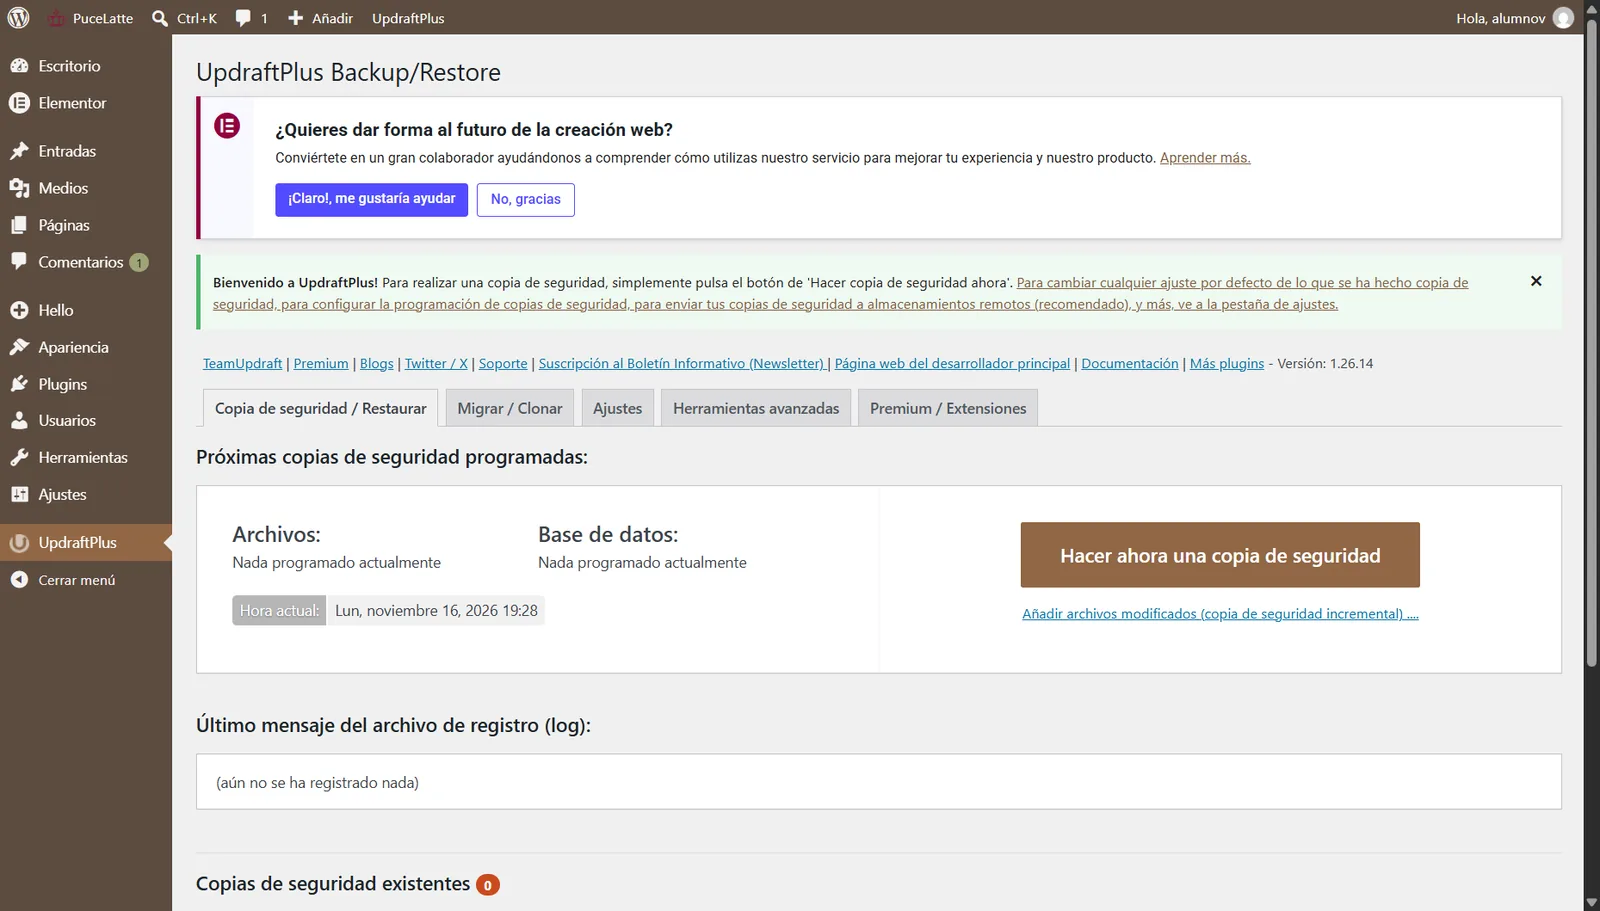 PuceLatte Ctrl+K 1 Añadir UpdraftPlus Hola, alumnov
Escritorio
Elementor
Entradas
Medios
Páginas
Comentarios 1
Hello
Apariencia
Plugins
Usuarios
Herramientas
Ajustes
UpdraftPlus
Cerrar menú
UpdraftPlus Backup/Restore
¿Quieres dar forma al futuro de la creación web?
Conviértete en un gran colaborador ayudándonos a comprender cómo utilizas nuestro servicio para mejorar tu experiencia y nuestro producto. Aprender más.
¡Claro!, me gustaría ayudar No, gracias
Bienvenido a UpdraftPlus! Para realizar una copia de seguridad, simplemente pulsa el botón de 'Hacer copia de seguridad ahora'. Para cambiar cualquier ajuste por defecto de lo que se ha hecho copia de
seguridad, para configurar la programación de copias de seguridad, para enviar tus copias de seguridad a almacenamientos remotos (recomendado), y más, ve a la pestaña de ajustes.
TeamUpdraft | Premium | Blogs | Twitter / X | Soporte | Suscripción al Boletín Informativo (Newsletter) | Página web del desarrollador principal | Documentación | Más plugins - Versión: 1.26.14
Copia de seguridad / Restaurar Migrar / Clonar Ajustes Herramientas avanzadas Premium / Extensiones
Próximas copias de seguridad programadas:
Archivos: Base de datos:
Nada programado actualmente Nada programado actualmente
Hora actual: Lun, noviembre 16, 2026 19:28
Hacer ahora una copia de seguridad
Añadir archivos modificados (copia de seguridad incremental) ....
Último mensaje del archivo de registro (log):
(aún no se ha registrado nada)
Copias de seguridad existentes 0